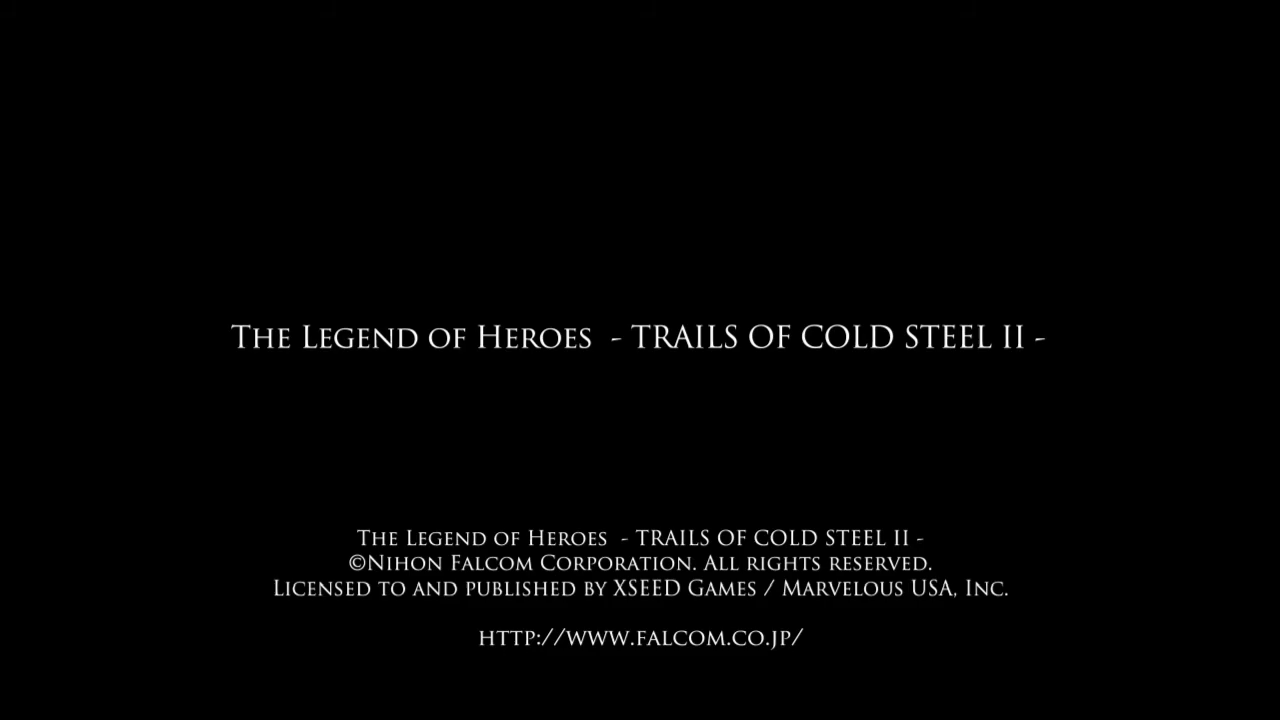 The Legend of Heroes - TRAILS OF COLD STEEL II -
The Legend of Heroes - TRAILS OF COLD STEEL II -
©Nihon Falcom Corporation. All rights reserved.
Licensed to and published by XSEED Games / Marvelous USA, Inc.
http://www.falcom.co.jp/